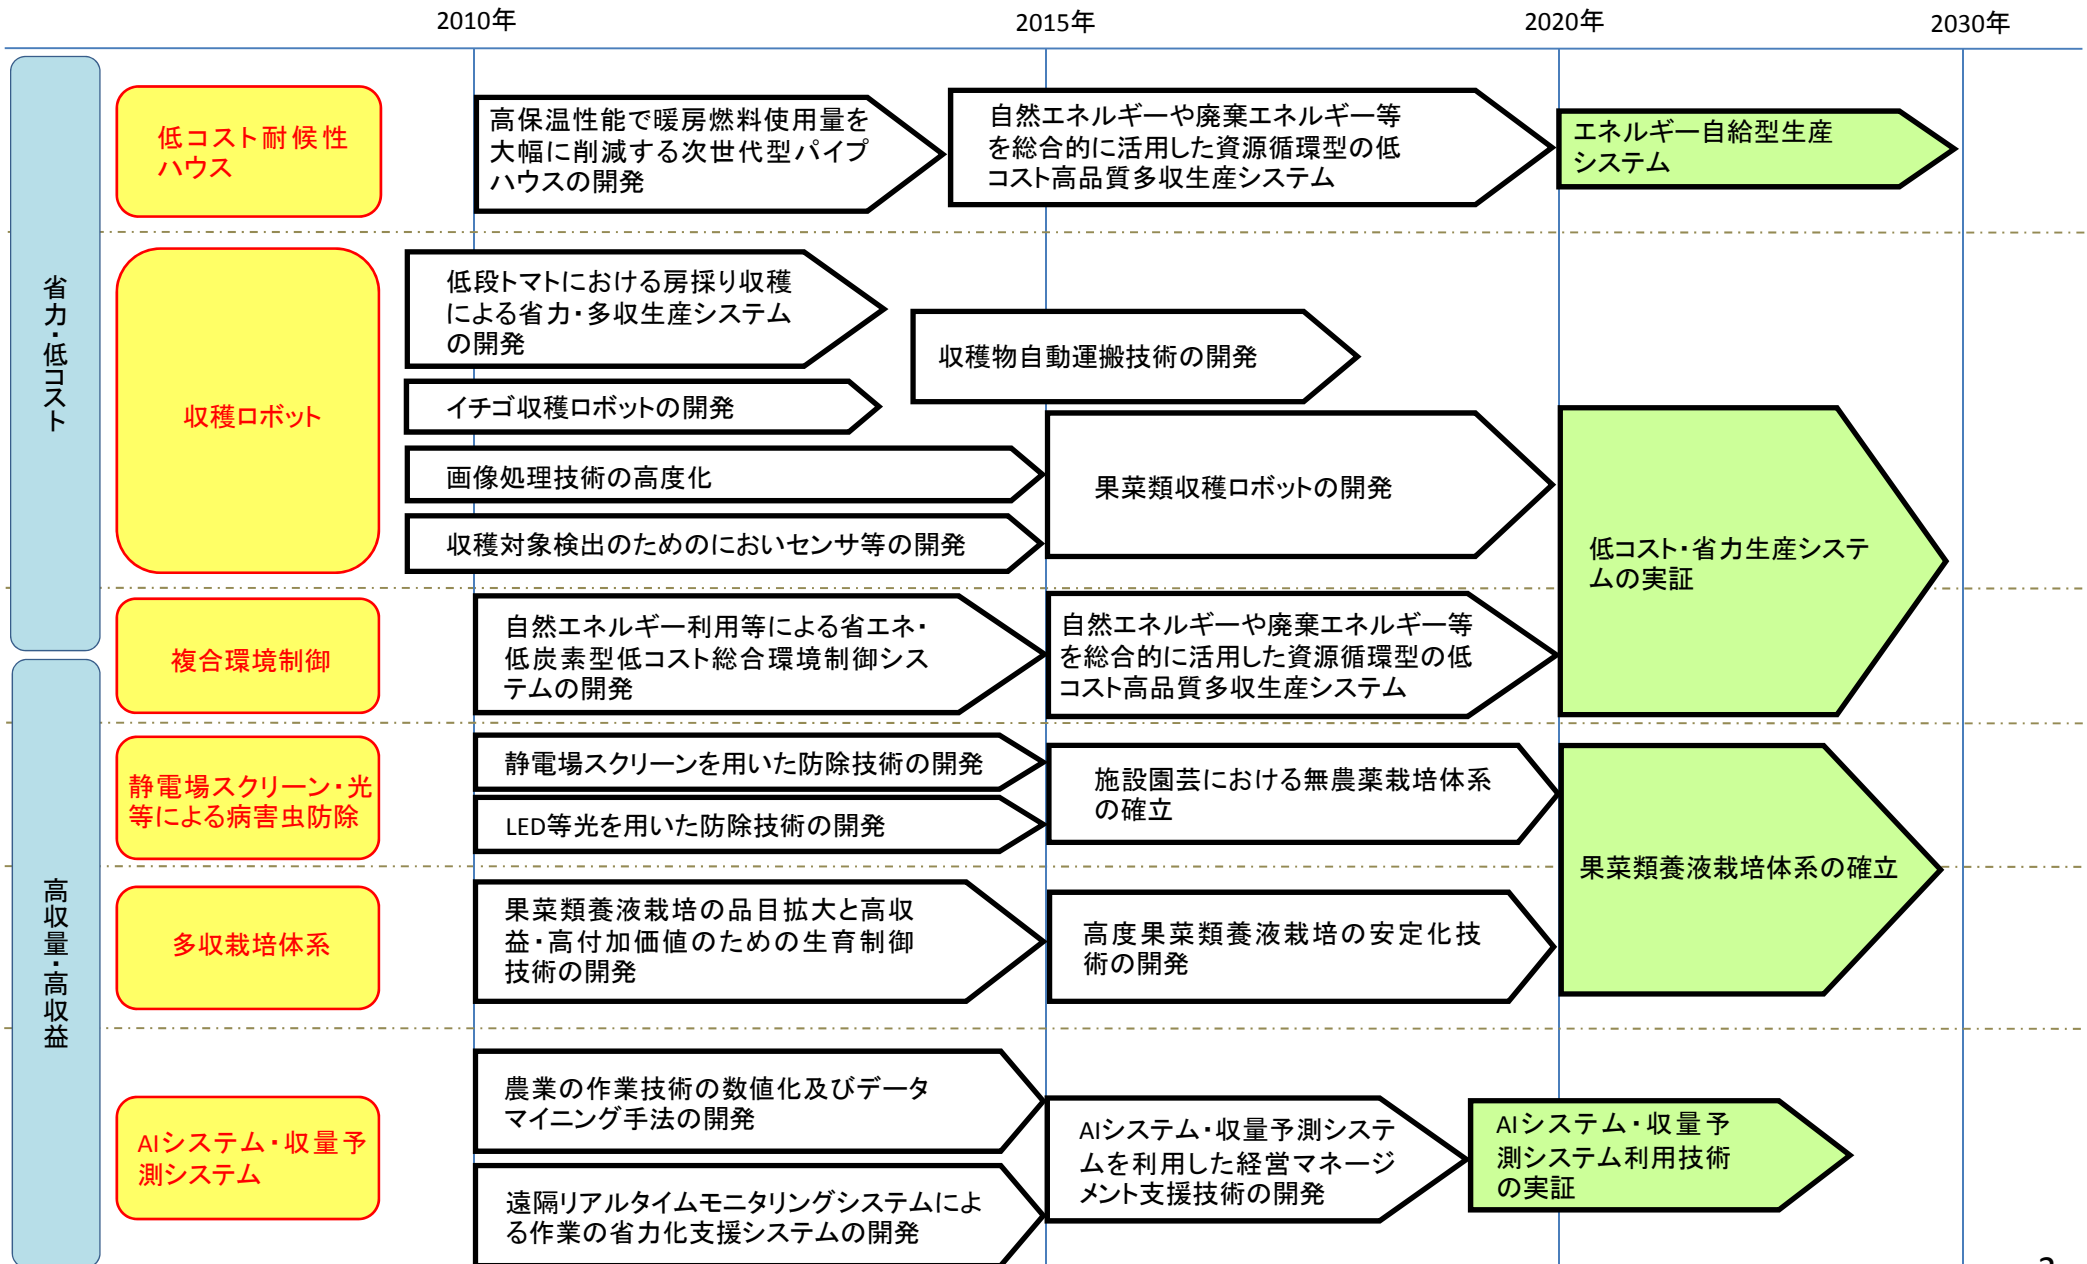 2010年
2015年
2020年
2030年
省力・低コスト
低コスト耐候性
ハウス
高保温性能で暖房燃料使用量を
大幅に削減する次世代型パイプ
ハウスの開発
自然エネルギーや廃棄エネルギー等
を総合的に活用した資源循環型の低
コスト高品質多収生産システム
エネルギー自給型生産
システム
収穫ロボット
低段トマトにおける房採り収穫
による省力・多収生産システム
の開発
収穫物自動運搬技術の開発
イチゴ収穫ロボットの開発
画像処理技術の高度化
収穫対象検出のためのにおいセンサ等の開発
果菜類収穫ロボットの開発
低コスト・省力生産システ
ムの実証
複合環境制御
自然エネルギー利用等による省エネ・
低炭素型低コスト総合環境制御シス
テムの開発
自然エネルギーや廃棄エネルギー等
を総合的に活用した資源循環型の低
コスト高品質多収生産システム
高収量・高収益
静電場スクリーン・光
等による病害虫防除
静電場スクリーンを用いた防除技術の開発
LED等光を用いた防除技術の開発
施設園芸における無農薬栽培体系
の確立
果菜類養液栽培体系の確立
多収栽培体系
果菜類養液栽培の品目拡大と高収
益・高付加価値のための生育制御
技術の開発
高度果菜類養液栽培の安定化技
術の開発
AIシステム・収量予
測システム
農業の作業技術の数値化及びデータ
マイニング手法の開発
遠隔リアルタイムモニタリングシステムによ
る作業の省力化支援システムの開発
AIシステム・収量予測システ
ムを利用した経営マネージ
メント支援技術の開発
AIシステム・収量予
測システム利用技術
の実証